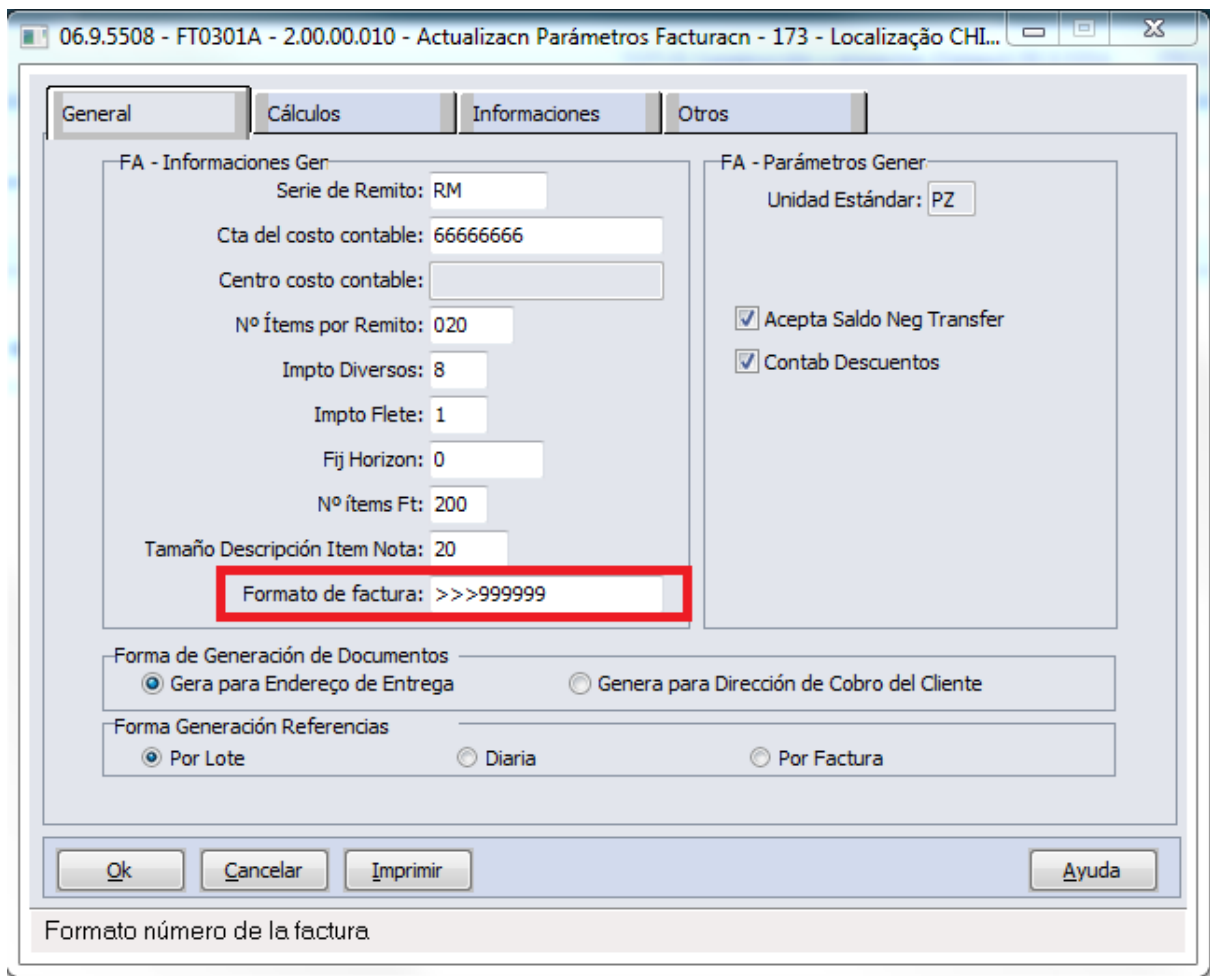 06.9.5508 - FT0301A - 2.00.00.010 - Actualizacn Parámetros Facturacn - 173 - Localização CHI...
General Cálculos Informaciones Otros
FA - Informaciones Ger
Serie de Remito: RM
Cta del costo contable: 66666666
Centro costo contable:
Nº Ítems por Remito: 020
Impto Diversos: 8
Impto Flete: 1
Fij Horizon: 0
Nº ítems Ft: 200
Tamaño Descripción Item Nota: 20
Formato de factura: >>>999999
FA - Parámetros Gener
Unidad Estándar: PZ
Acepta Saldo Neg Transfer
Contab Descuentos
Forma de Generación de Documentos
Gera para Endereço de Entrega Genera para Dirección de Cobro del Cliente
Forma Generación Referencias
Por Lote Diaria Por Factura
Ok Cancelar Imprimir Ayuda
Formato número de la factura